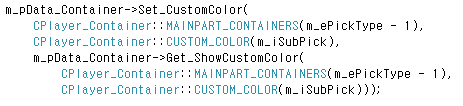 m_pData_Container->Set_CustomColor(
CPlayer_Container::MAINPART_CONTAINERS(m_ePickType - 1),
CPlayer_Container::CUSTOM_COLOR(m_iSubPick),
m_pData_Container->Get_ShowCustomColor(
CPlayer_Container::MAINPART_CONTAINERS(m_ePickType - 1),
CPlayer_Container::CUSTOM_COLOR(m_iSubPick)));